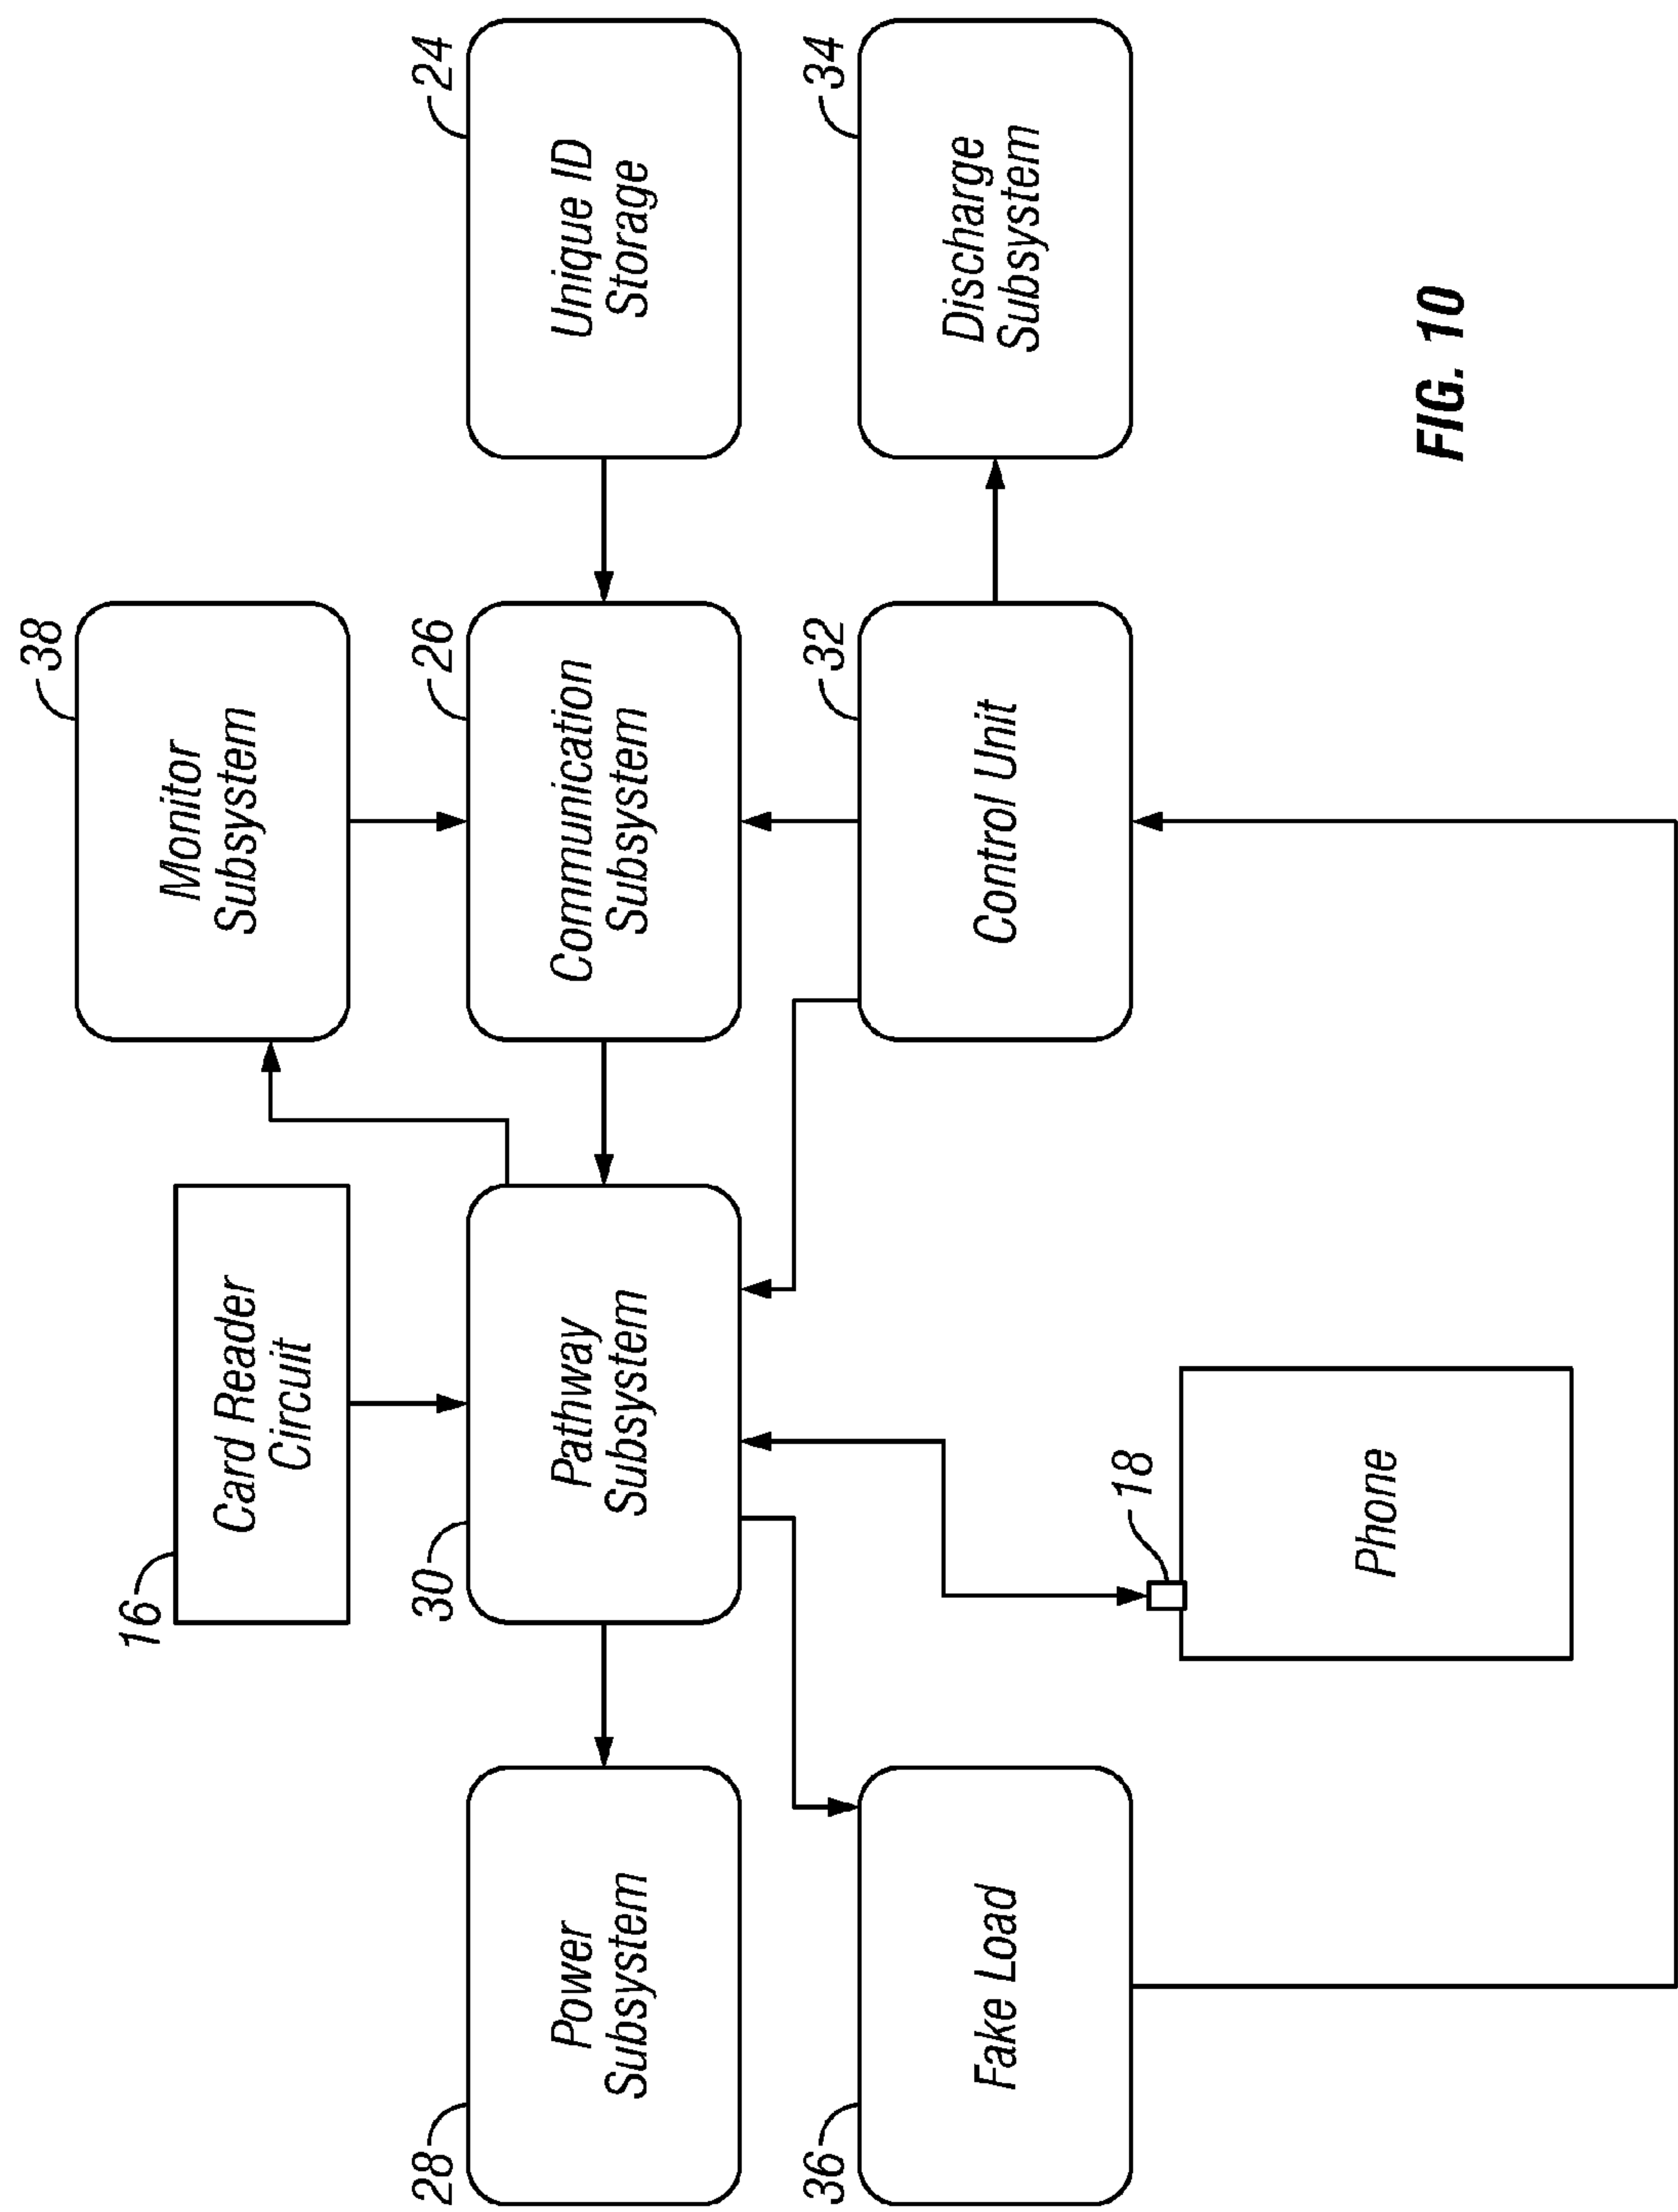 16
Card Reader
Circuit
38
Monitor
Subsystem
28
Power
Subsystem
30
Pathway
Subsystem
26
Communication
Subsystem
24
Unique ID
Storage
36
Fake Load
32
Control Unit
34
Discharge
Subsystem
18
Phone
FIG. 10